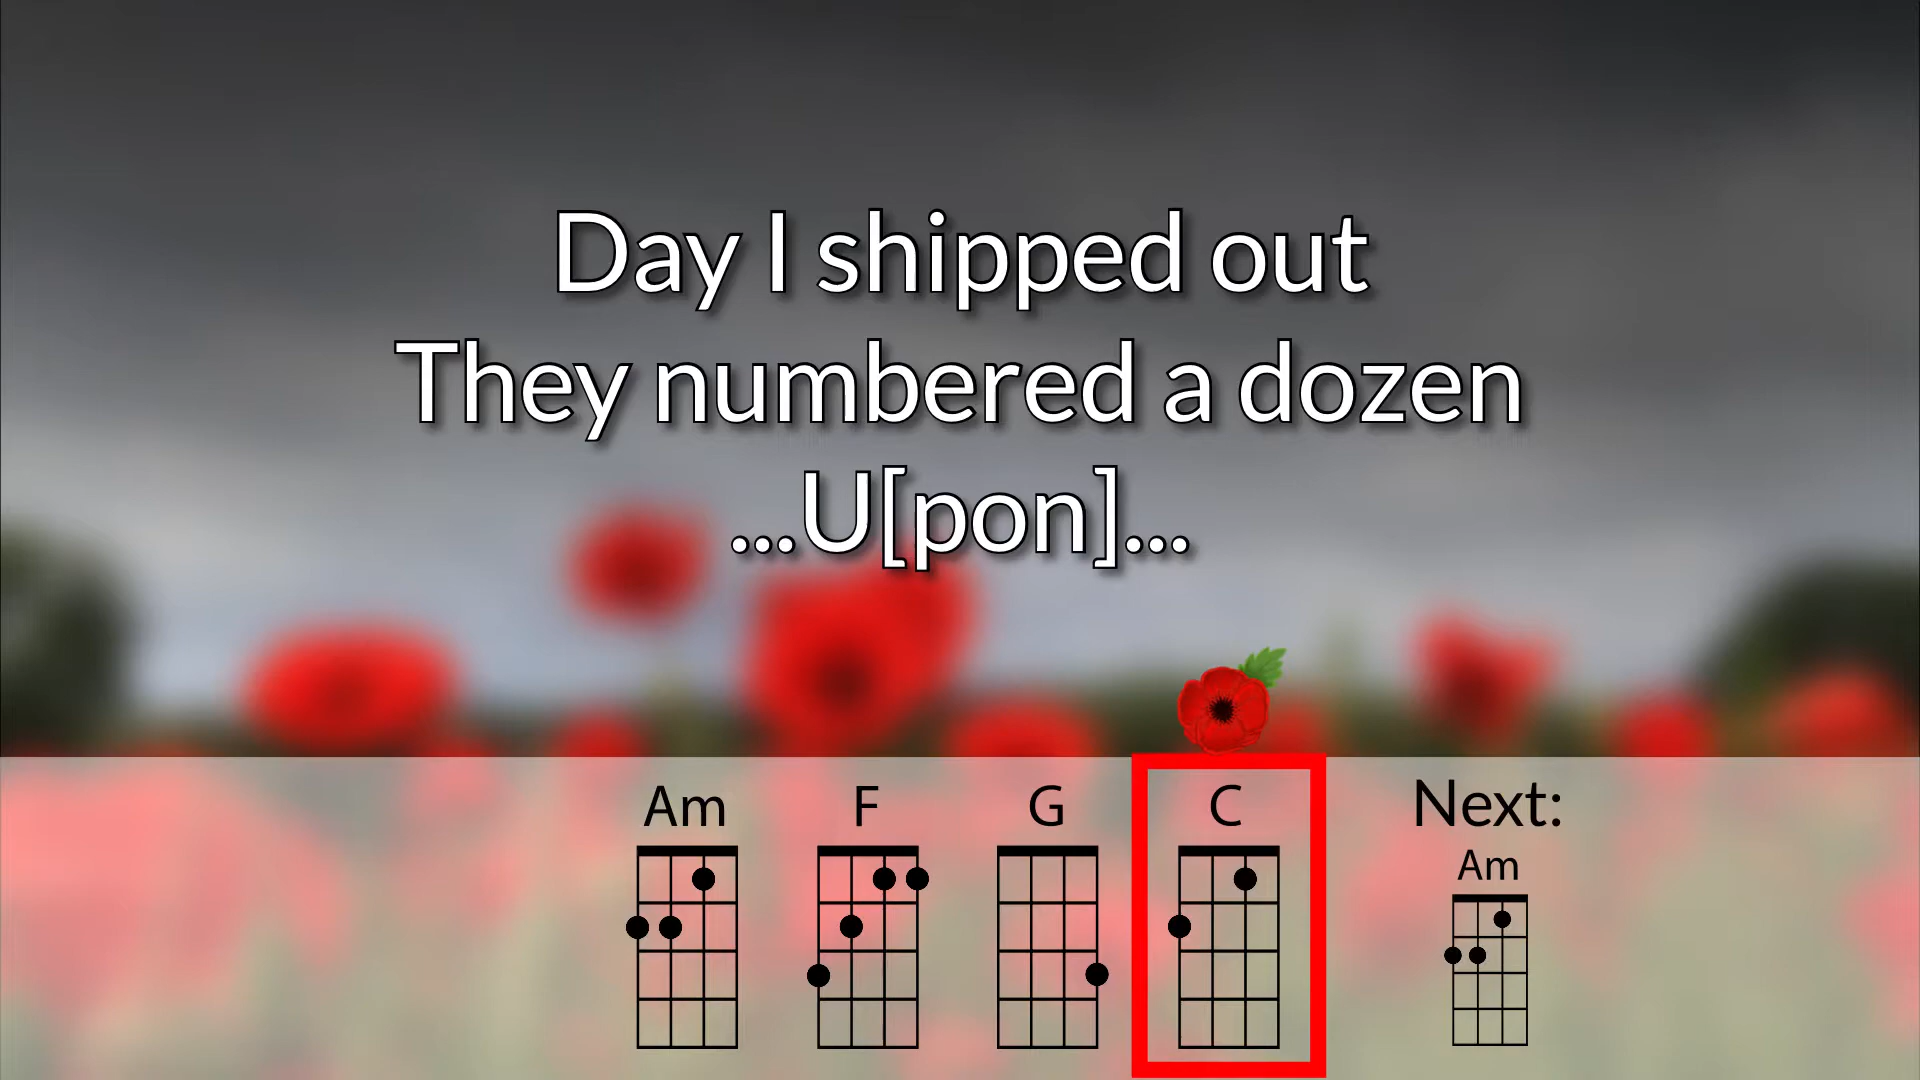 Day I shipped out
They numbered a dozen
...U[pon]...
Am F G C Next:
Am